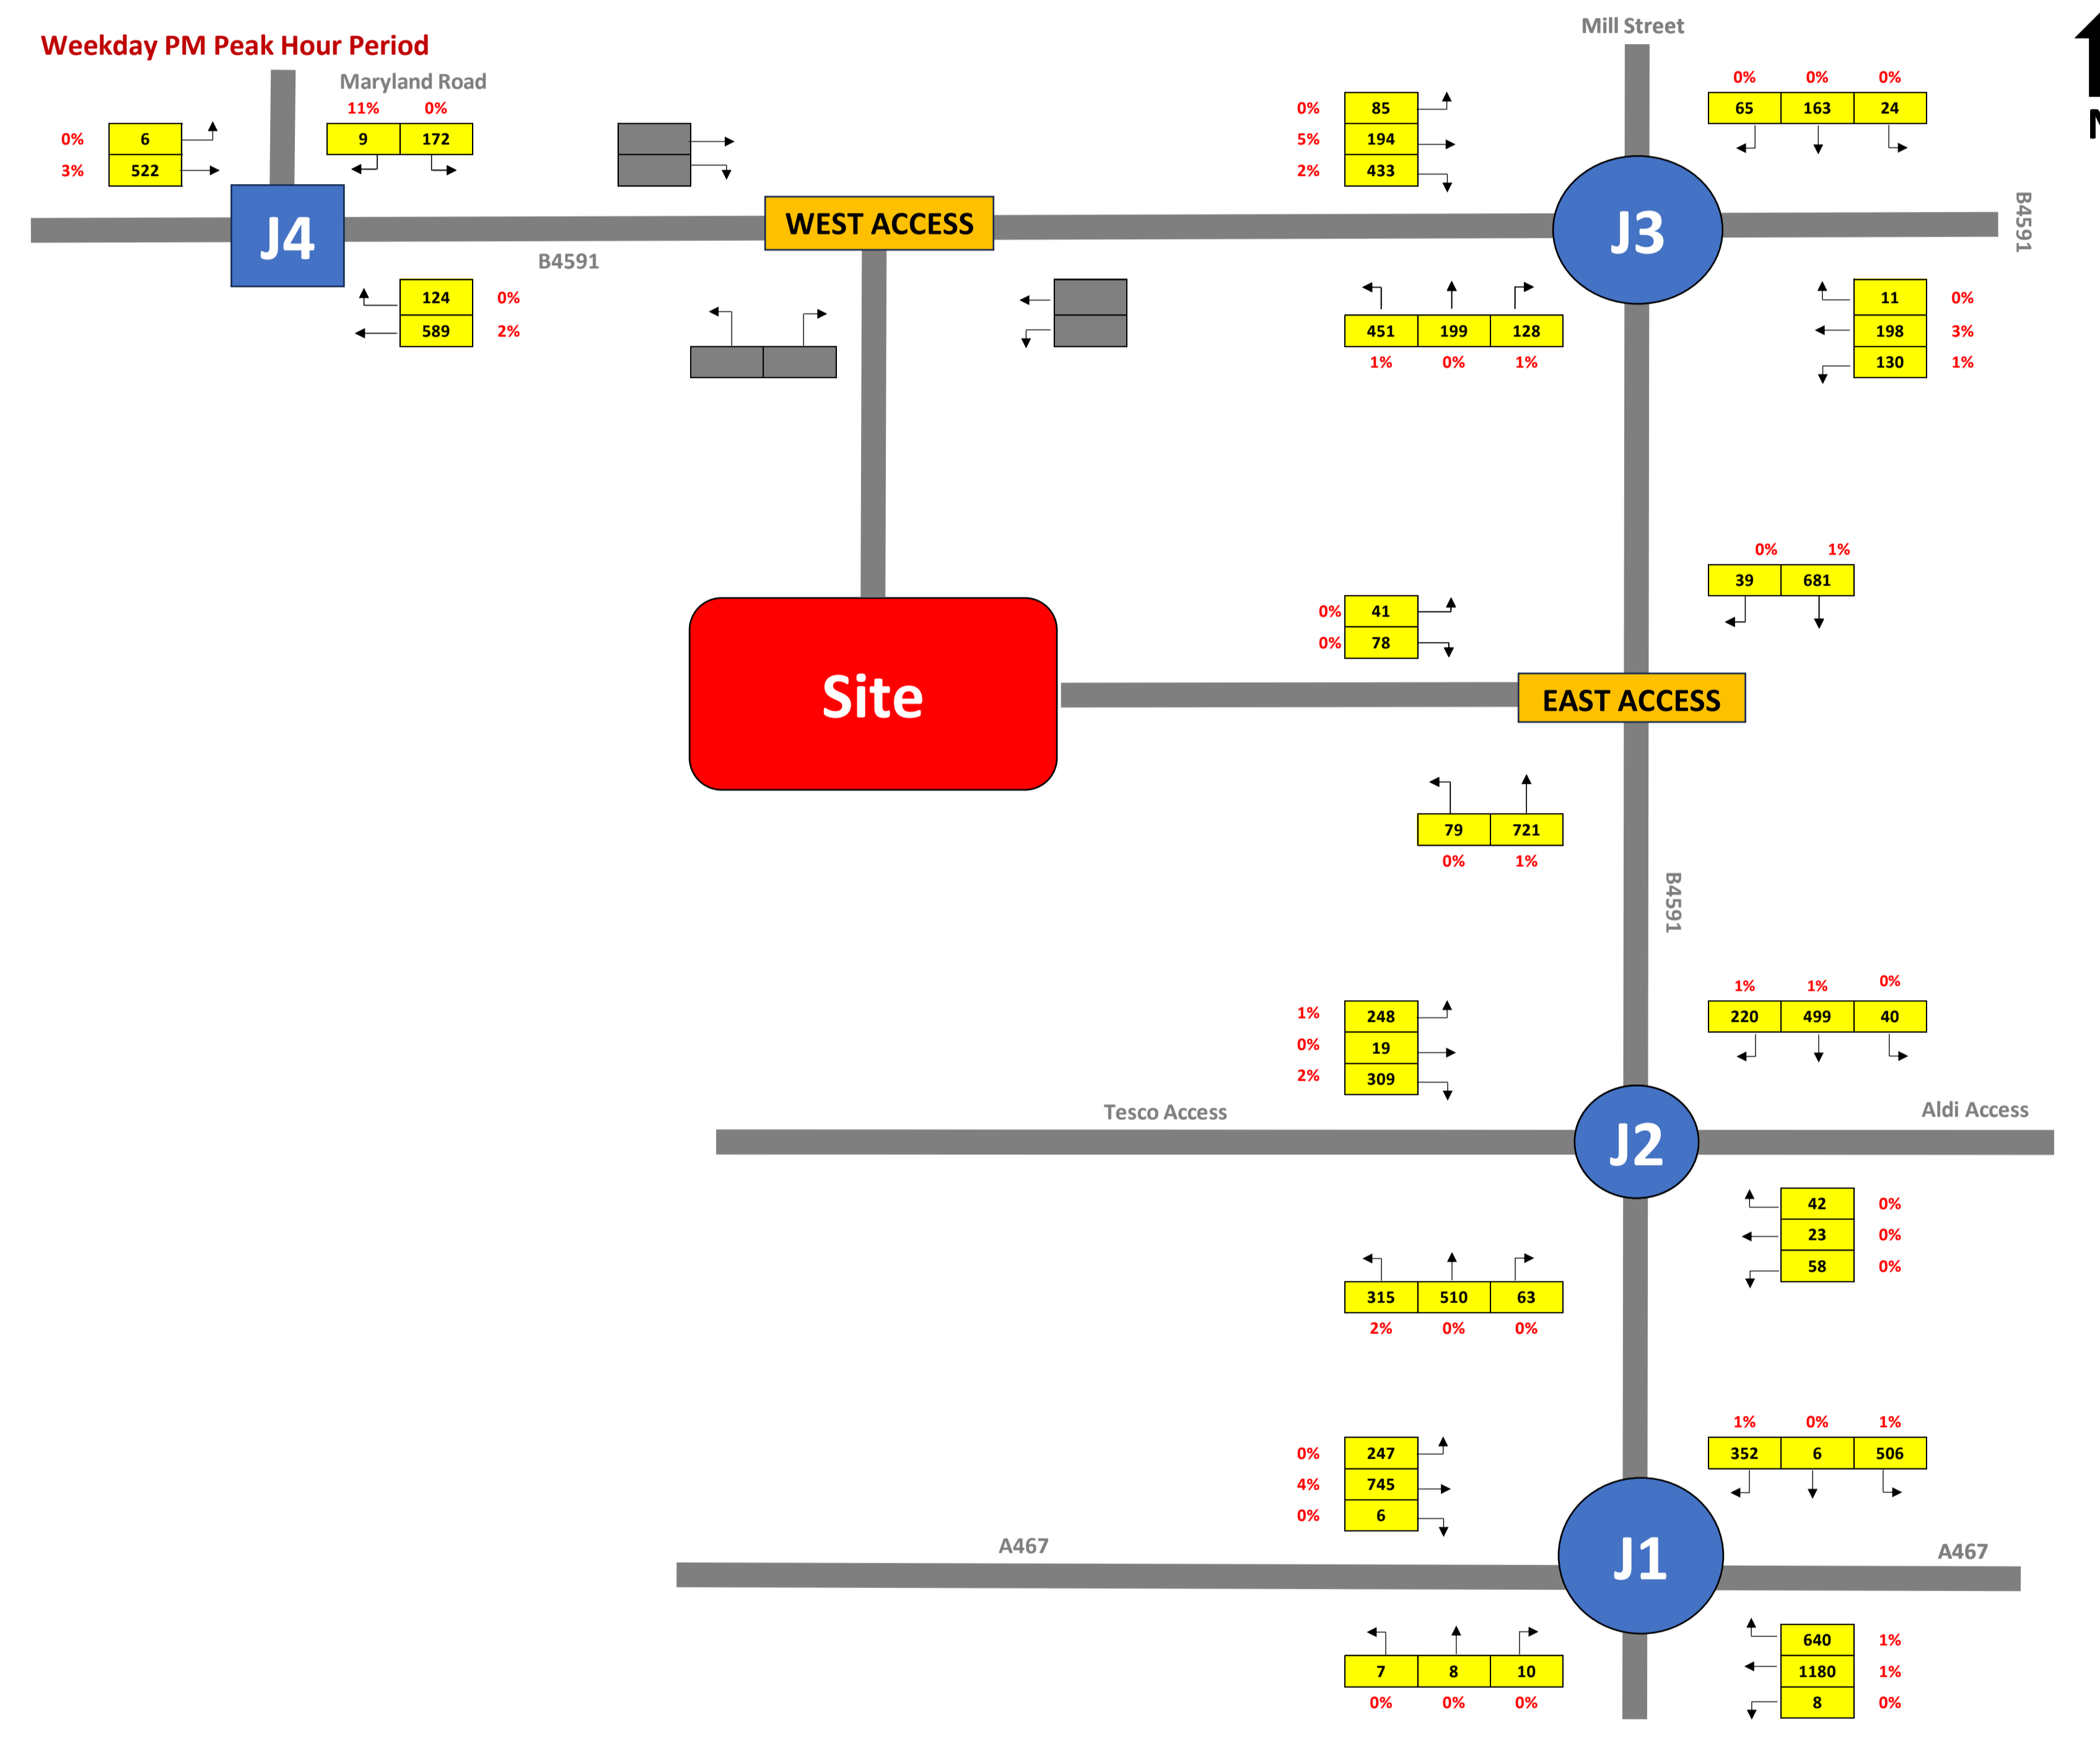 Mill Street
Weekday PM Peak Hour Period
Maryland Road
11% 0%
0% 6
9 172
3% 522
J4
B4591
124 0%
589 2%
WEST ACCESS
0% 85
5% 194
2% 433
0% 0% 0%
65 163 24
J3
B4591
451 199 128
1% 0% 1%
11 0%
198 3%
130 1%
0% 1%
39 681
0% 41
0% 78
Site
EAST ACCESS
79 721
0% 1%
B4591
1% 1% 0%
220 499 40
1% 248
0% 19
2% 309
Tesco Access
Aldi Access
J2
42 0%
23 0%
58 0%
315 510 63
2% 0% 0%
1% 0% 1%
352 6 506
0% 247
4% 745
0% 6
A467
J1
A467
640 1%
1180 1%
8 0%
7 8 10
0% 0% 0%